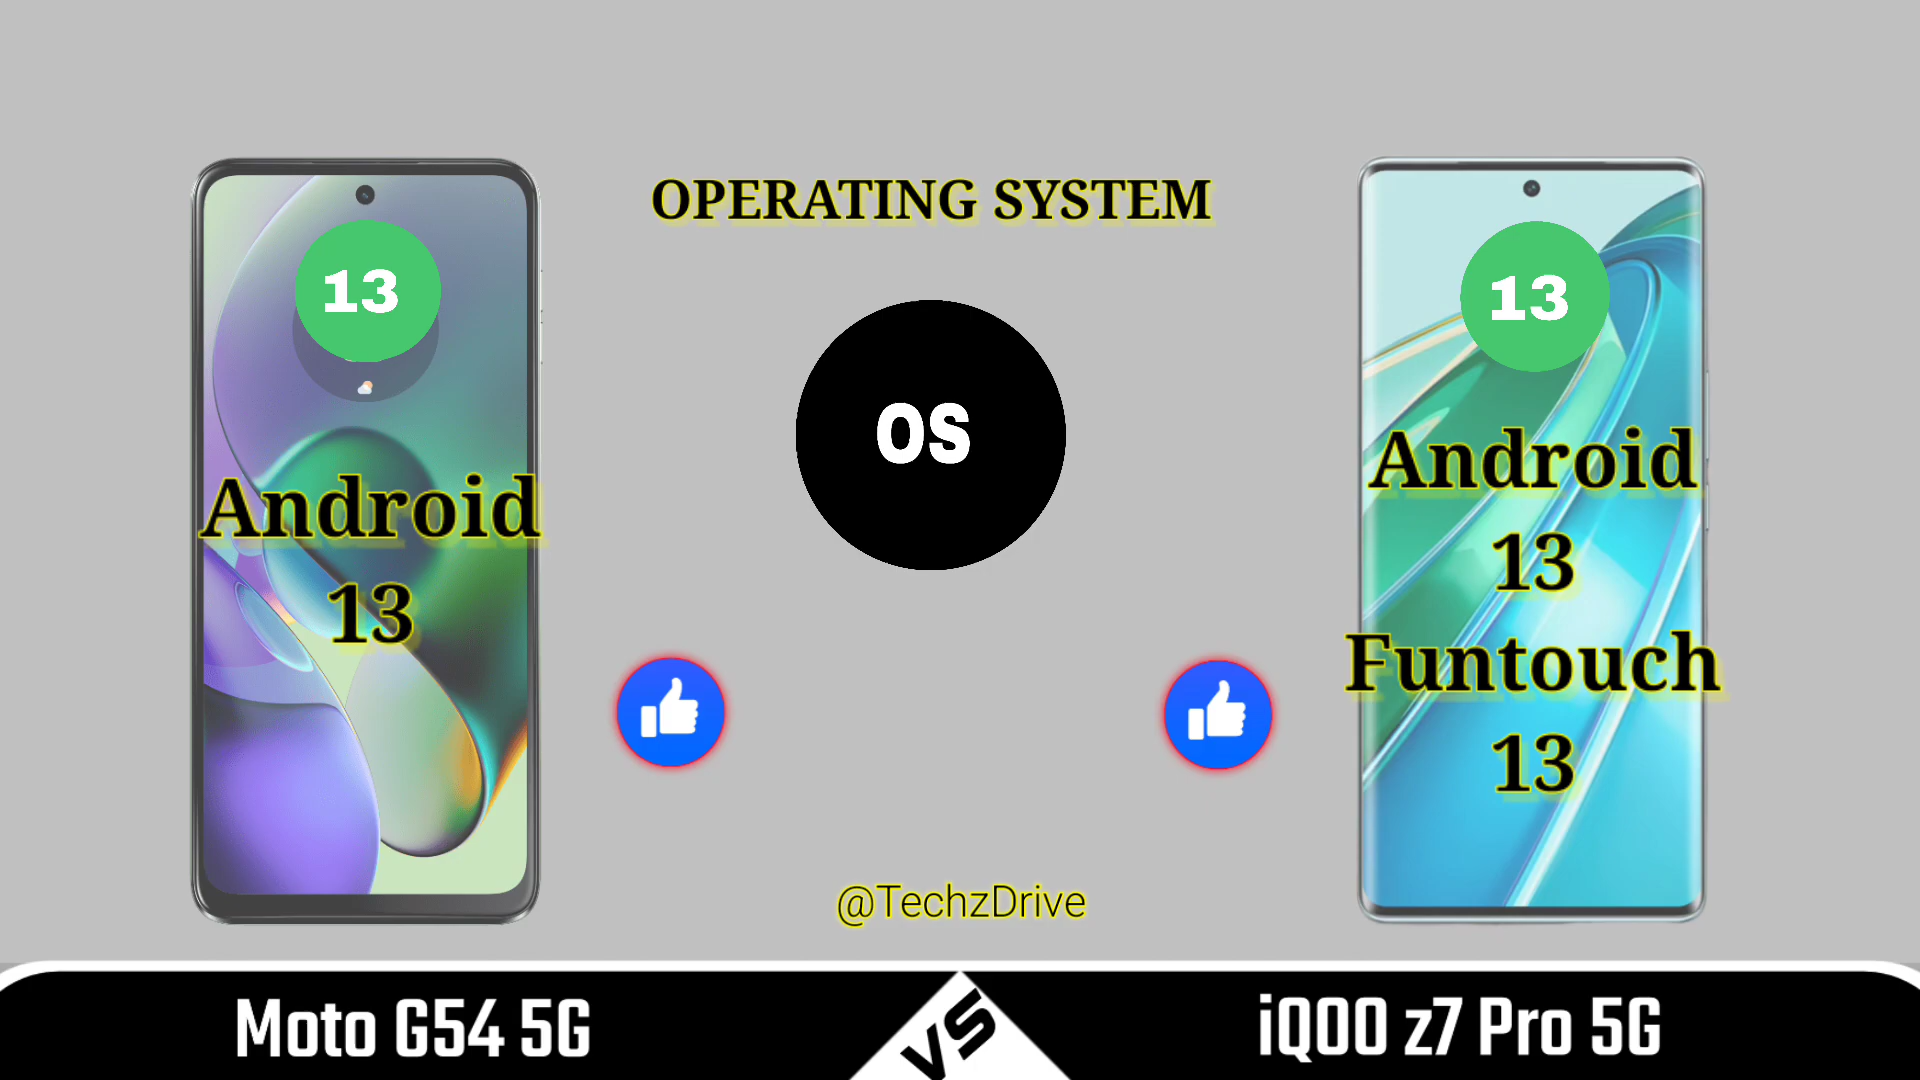 OPERATING SYSTEM
13
Android
13
OS
13
Android
13
Funtouch
13
@TechzDrive
Moto G54 5G
VS
iQOO z7 Pro 5G